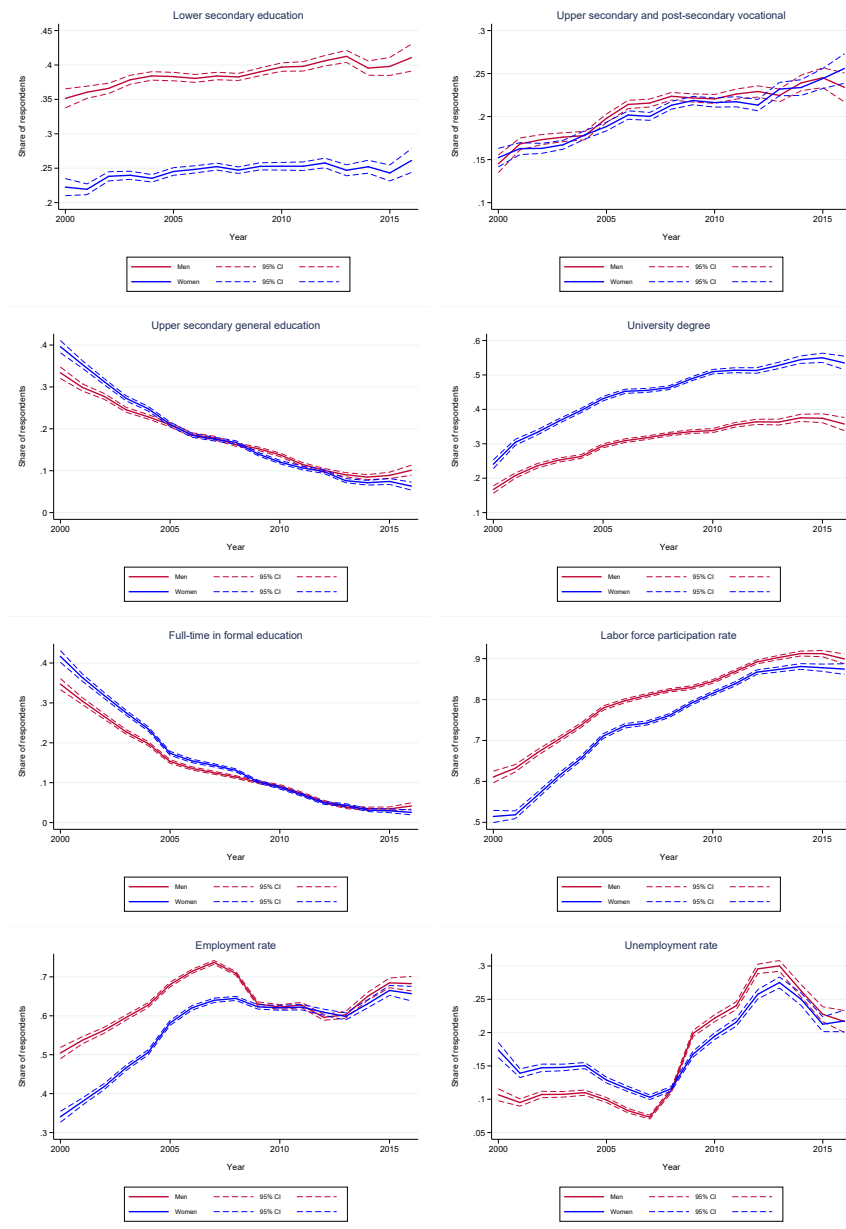 Lower secondary education
.45
.4
.35
.3
.25
.2
Share of respondents
2000 2005 2010 2015
Year
Men 95% CI
Women 95% CI
Upper secondary and post-secondary vocational
.3
.25
.2
.15
.1
Share of respondents
2000 2005 2010 2015
Year
Men 95% CI
Women 95% CI
Upper secondary general education
.4
.3
.2
.1
0
Share of respondents
2000 2005 2010 2015
Year
Men 95% CI
Women 95% CI
University degree
.6
.5
.4
.3
.2
.1
Share of respondents
2000 2005 2010 2015
Year
Men 95% CI
Women 95% CI
Full-time in formal education
.4
.3
.2
.1
0
Share of respondents
2000 2005 2010 2015
Year
Men 95% CI
Women 95% CI
Labor force participation rate
.9
.8
.7
.6
.5
Share of respondents
2000 2005 2010 2015
Year
Men 95% CI
Women 95% CI
Employment rate
.7
.6
.5
.4
.3
Share of respondents
2000 2005 2010 2015
Year
Men 95% CI
Women 95% CI
Unemployment rate
.3
.25
.2
.15
.1
.05
Share of respondents
2000 2005 2010 2015
Year
Men 95% CI
Women 95% CI